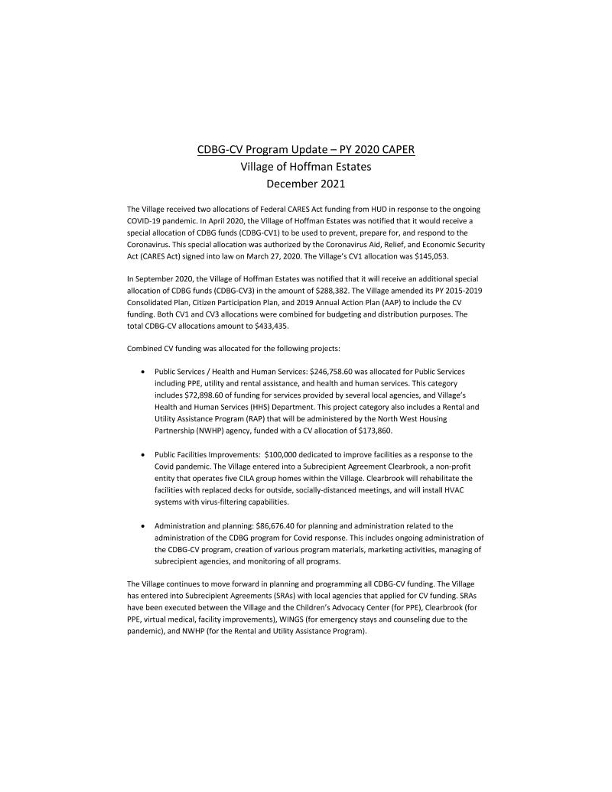 CDBG-CV Program Update – PY 2020 CAPER
Village of Hoffman Estates
December 2021
The Village received two allocations of Federal CARES Act funding from HUD in response to the ongoing
COVID-19 pandemic. In April 2020, the Village of Hoffman Estates was notified that it would receive a
special allocation of CDBG funds (CDBG-CV1) to be used to prevent, prepare for, and respond to the
Coronavirus. This special allocation was authorized by the Coronavirus Aid, Relief, and Economic Security
Act (CARES Act) signed into law on March 27, 2020. The Village's CV1 allocation was $145,053.
In September 2020, the Village of Hoffman Estates was notified that it will receive an additional special
allocation of CDBG funds (CDBG-CV3) in the amount of $288,382. The Village amended its PY 2015-2019
Consolidated Plan, Citizen Participation Plan, and 2019 Annual Action Plan (AAP) to include the CV
funding. Both CV1 and CV3 allocations were combined for budgeting and distribution purposes. The
total CDBG-CV allocations amount to $433,435.
Combined CV funding was allocated for the following projects:
• Public Services / Health and Human Services: $246,758.60 was allocated for Public Services
including PPE, utility and rental assistance, and health and human services. This category
includes $72,898.60 of funding for services provided by several local agencies, and Village's
Health and Human Services (HHS) Department. This project category also includes a Rental and
Utility Assistance Program (RAP) that will be administered by the North West Housing
Partnership (NWHP) agency, funded with a CV allocation of $173,860.
• Public Facilities Improvements:  $100,000 dedicated to improve facilities as a response to the
Covid pandemic. The Village entered into a Subrecipient Agreement Clearbrook, a non-profit
entity that operates five CILA group homes within the Village. Clearbrook will rehabilitate the
facilities with replaced decks for outside, socially-distanced meetings, and will install HVAC
systems with virus-filtering capabilities.
• Administration and planning: $86,676.40 for planning and administration related to the
administration of the CDBG program for Covid response. This includes ongoing administration of
the CDBG-CV program, creation of various program materials, marketing activities, managing of
subrecipient agencies, and monitoring of all programs.
The Village continues to move forward in planning and programming all CDBG-CV funding. The Village
has entered into Subrecipient Agreements (SRAs) with local agencies that applied for CV funding. SRAs
have been executed between the Village and the Children's Advocacy Center (for PPE), Clearbrook (for
PPE, virtual medical, facility improvements), WINGS (for emergency stays and counseling due to the
pandemic), and NWHP (for the Rental and Utility Assistance Program).